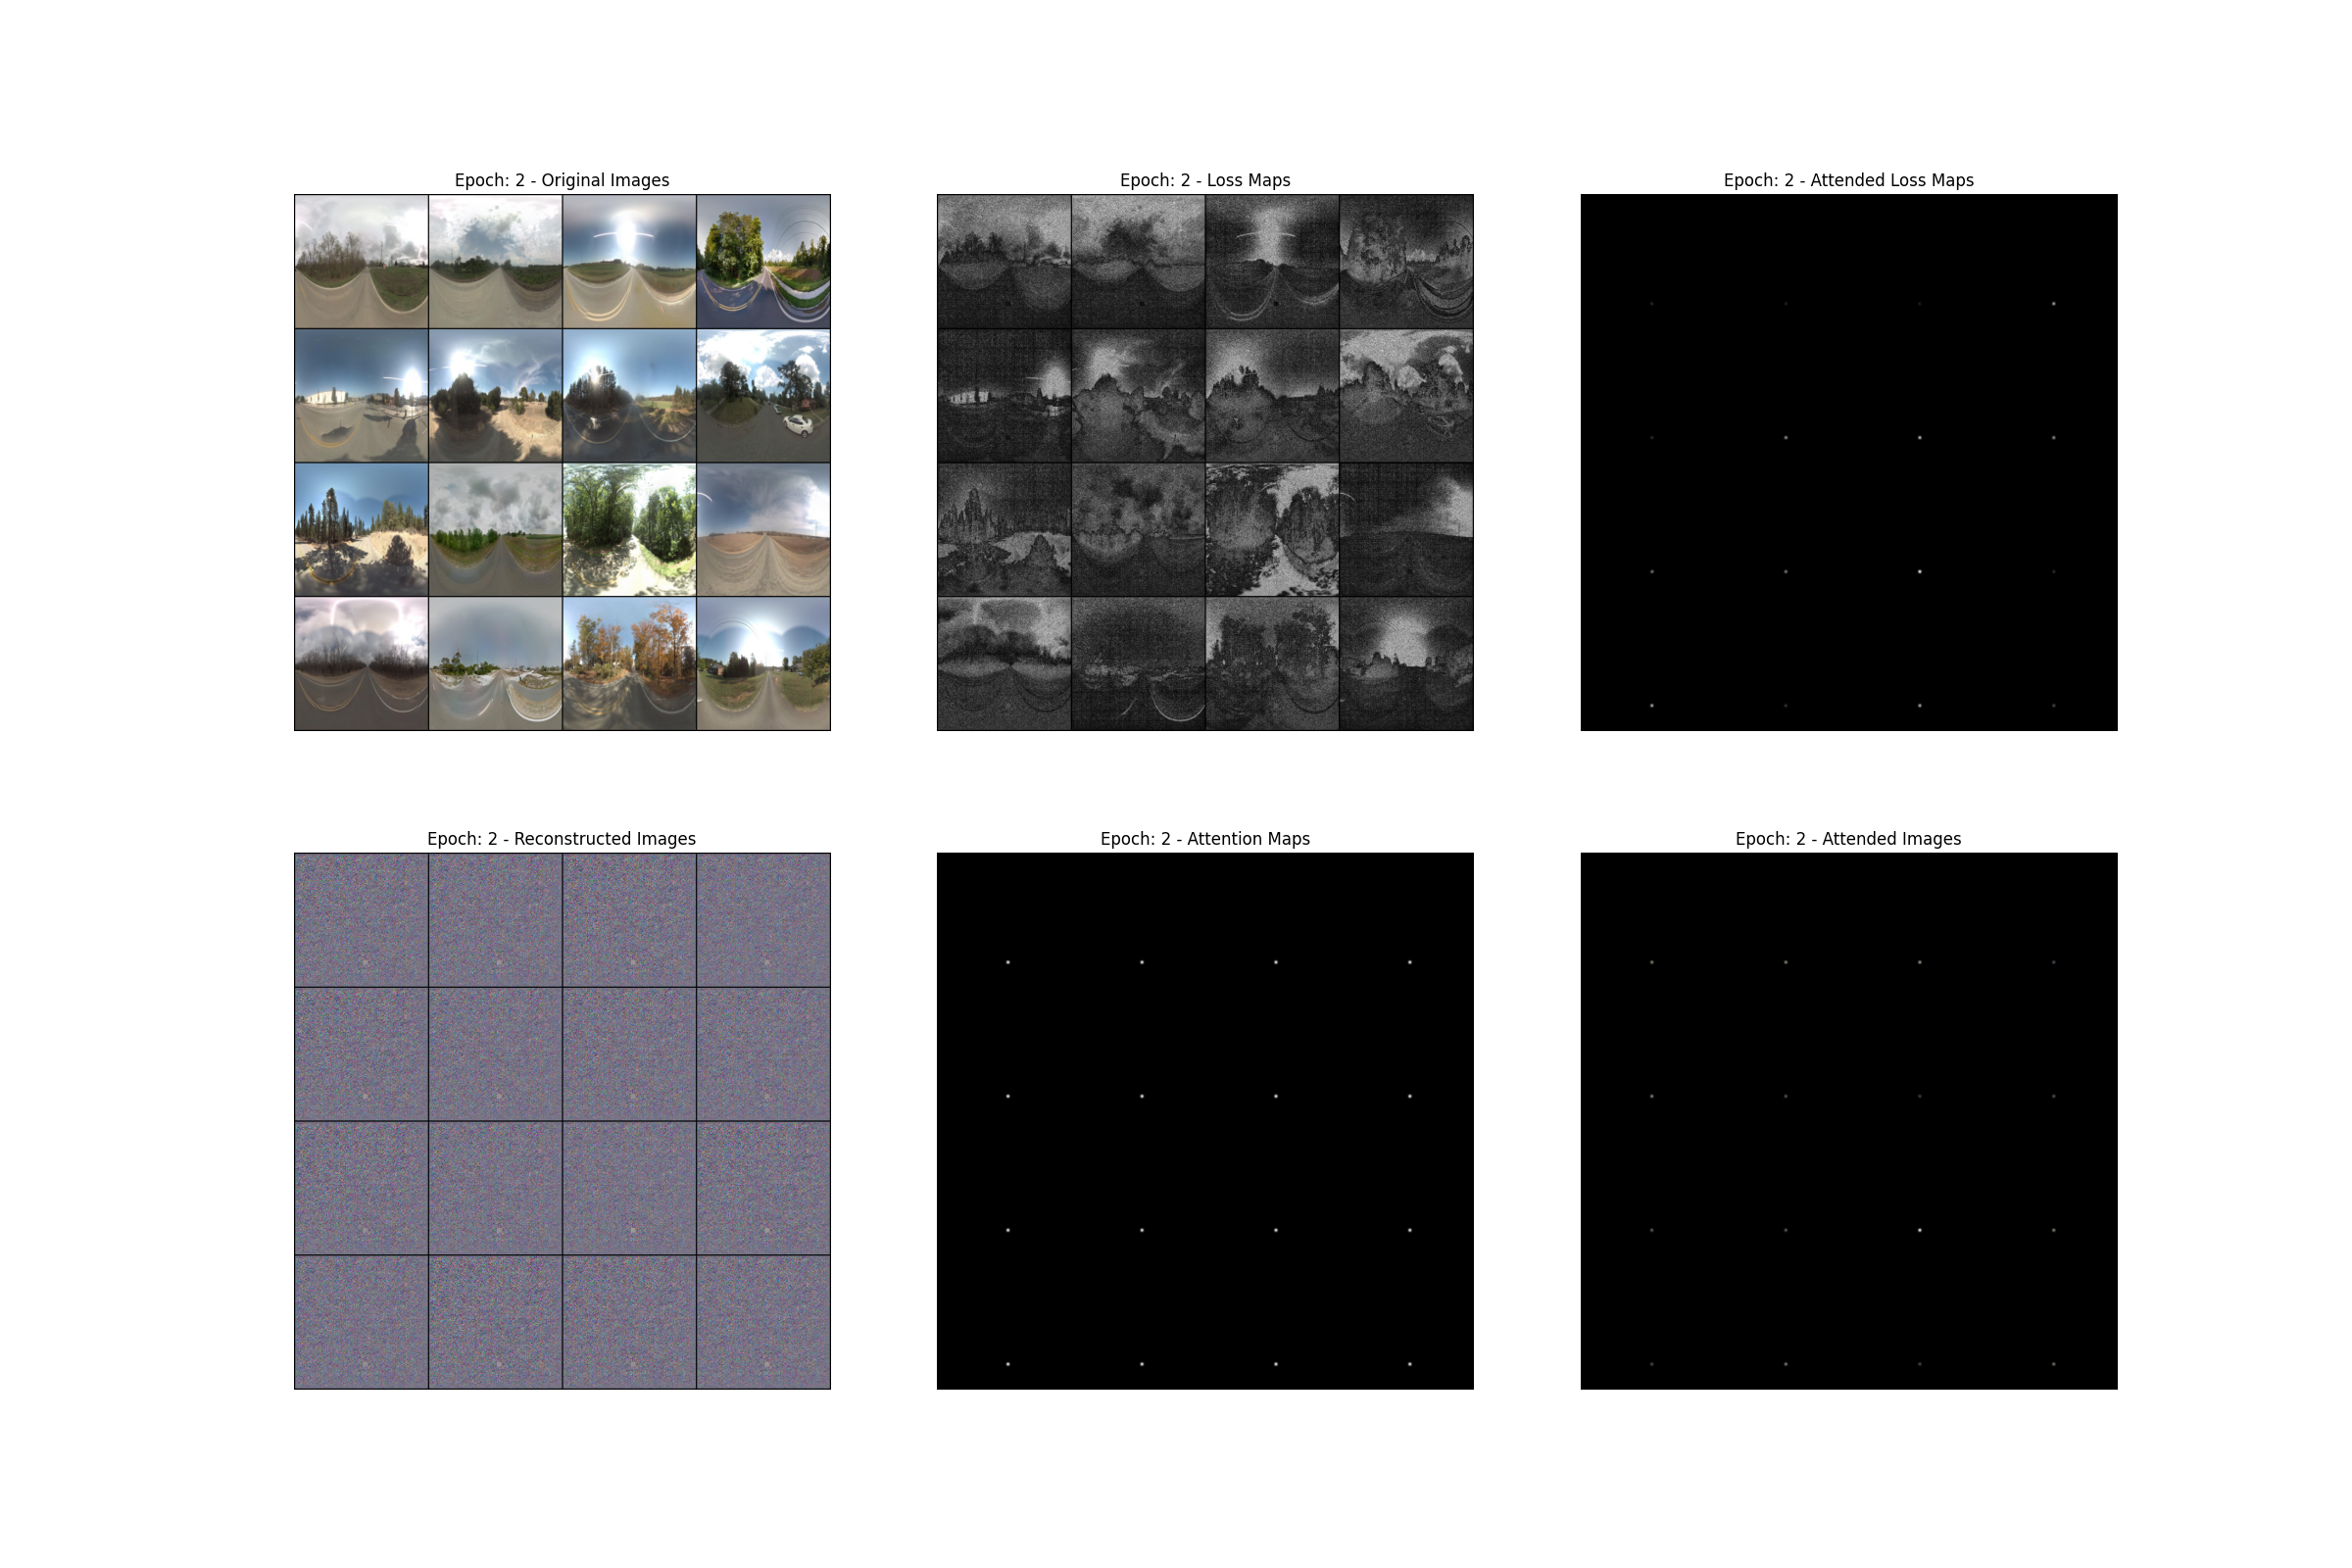 Epoch: 2 - Original Images
Epoch: 2 - Loss Maps
Epoch: 2 - Attended Loss Maps
Epoch: 2 - Reconstructed Images
Epoch: 2 - Attention Maps
Epoch: 2 - Attended Images